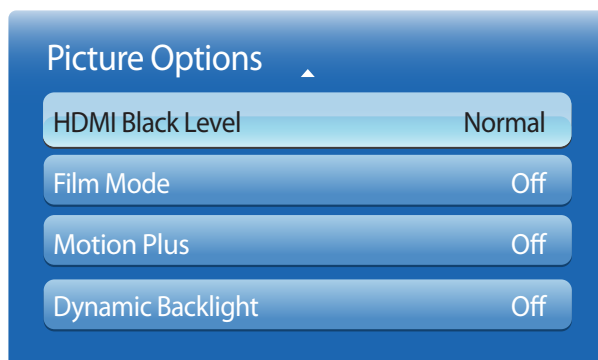 Picture Options
HDMI Black Level Normal
Film Mode Off
Motion Plus Off
Dynamic Backlight Off